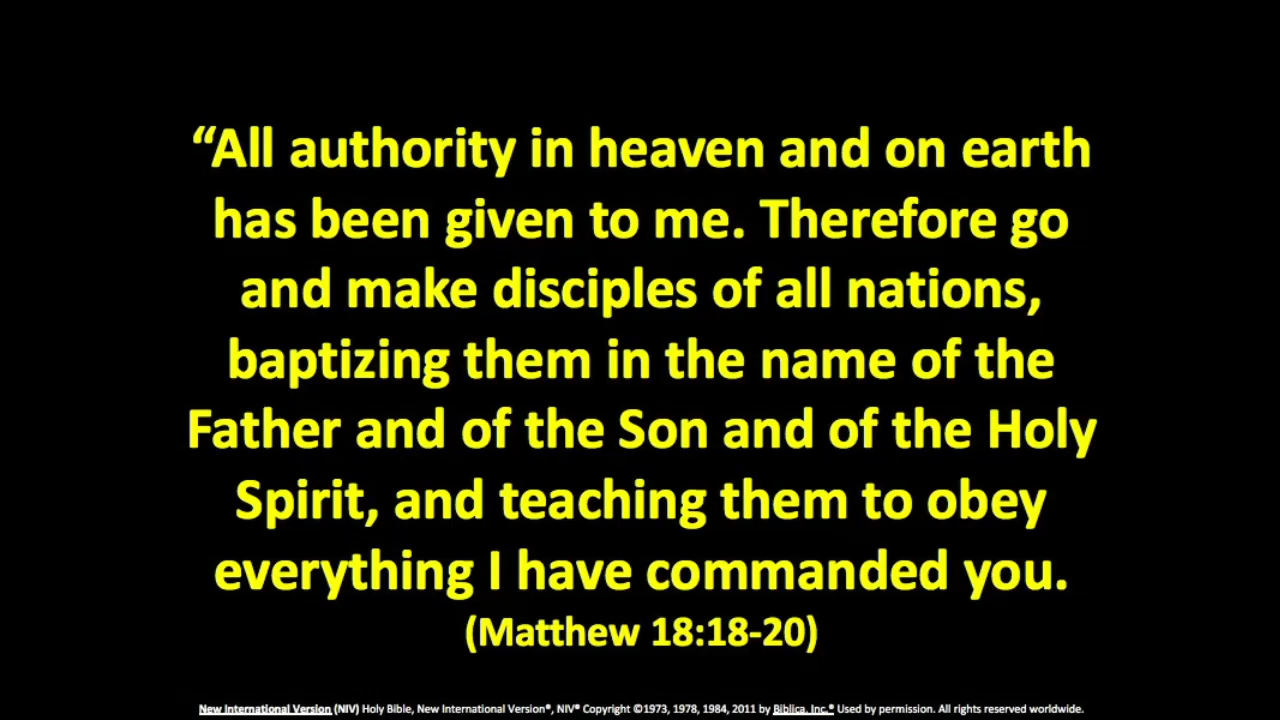 “All authority in heaven and on earth
has been given to me. Therefore go
and make disciples of all nations,
baptizing them in the name of the
Father and of the Son and of the Holy
Spirit, and teaching them to obey
everything I have commanded you.
(Matthew 18:18-20)
New International Version (NIV) Holy Bible, New International Version®, NIV® Copyright ©1973, 1978, 1984, 2011 by Biblica, Inc.® Used by permission. All rights reserved worldwide.